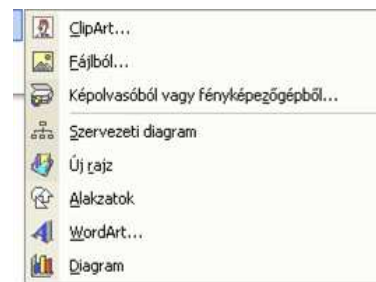 ClipArt...
Fájlból...
Képolvasóból vagy fényképezőgépből...
Szervezeti diagram
Új rajz
Alakzatok
WordArt...
Diagram